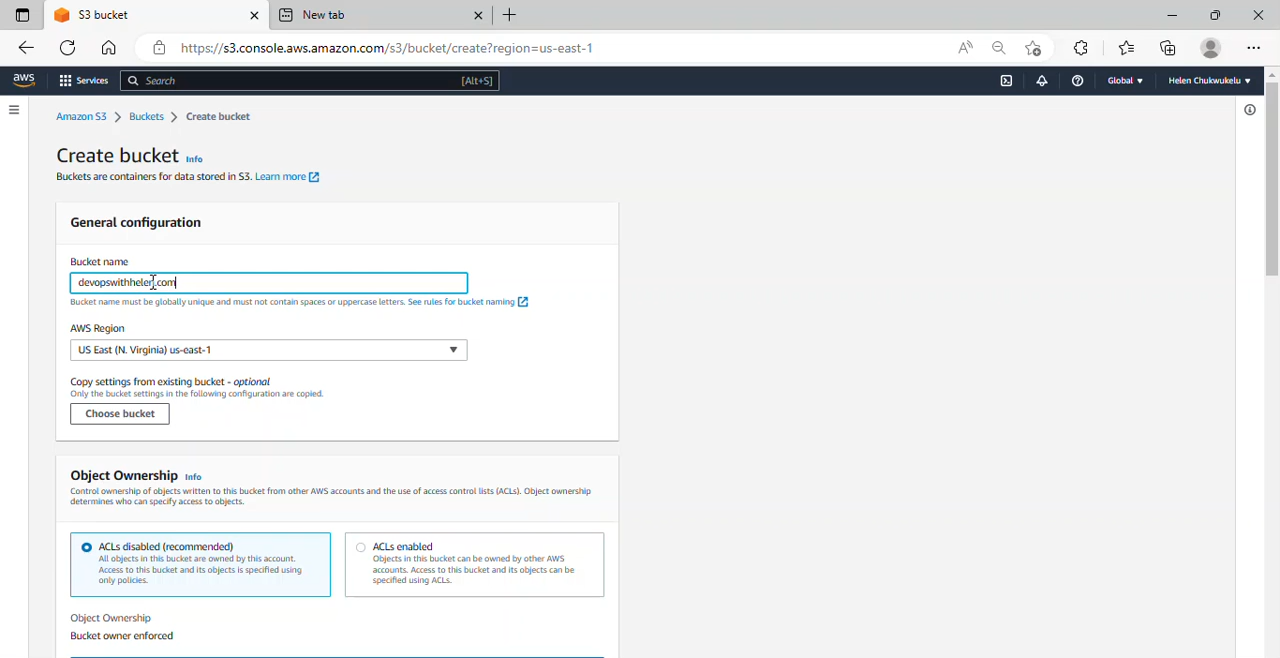 S3 bucket
New tab
https://s3.console.aws.amazon.com/s3/bucket/create?region=us-east-1
aws
Services
Search
[Alt+S]
Global
Helen Chukwukelu
Amazon S3 > Buckets > Create bucket
Create bucket Info
Buckets are containers for data stored in S3. Learn more
General configuration
Bucket name
devopswithhelen.com
Bucket name must be globally unique and must not contain spaces or uppercase letters. See rules for bucket naming
AWS Region
US East (N. Virginia) us-east-1
Copy settings from existing bucket - optional
Only the bucket settings in the following configuration are copied.
Choose bucket
Object Ownership Info
Control ownership of objects written to this bucket from other AWS accounts and the use of access control lists (ACLs). Object ownership
determines who can specify access to objects.
ACLs disabled (recommended)
All objects in this bucket are owned by this account.
Access to this bucket and its objects is specified using
only policies.
ACLs enabled
Objects in this bucket can be owned by other AWS
accounts. Access to this bucket and its objects can be
specified using ACLs.
Object Ownership
Bucket owner enforced